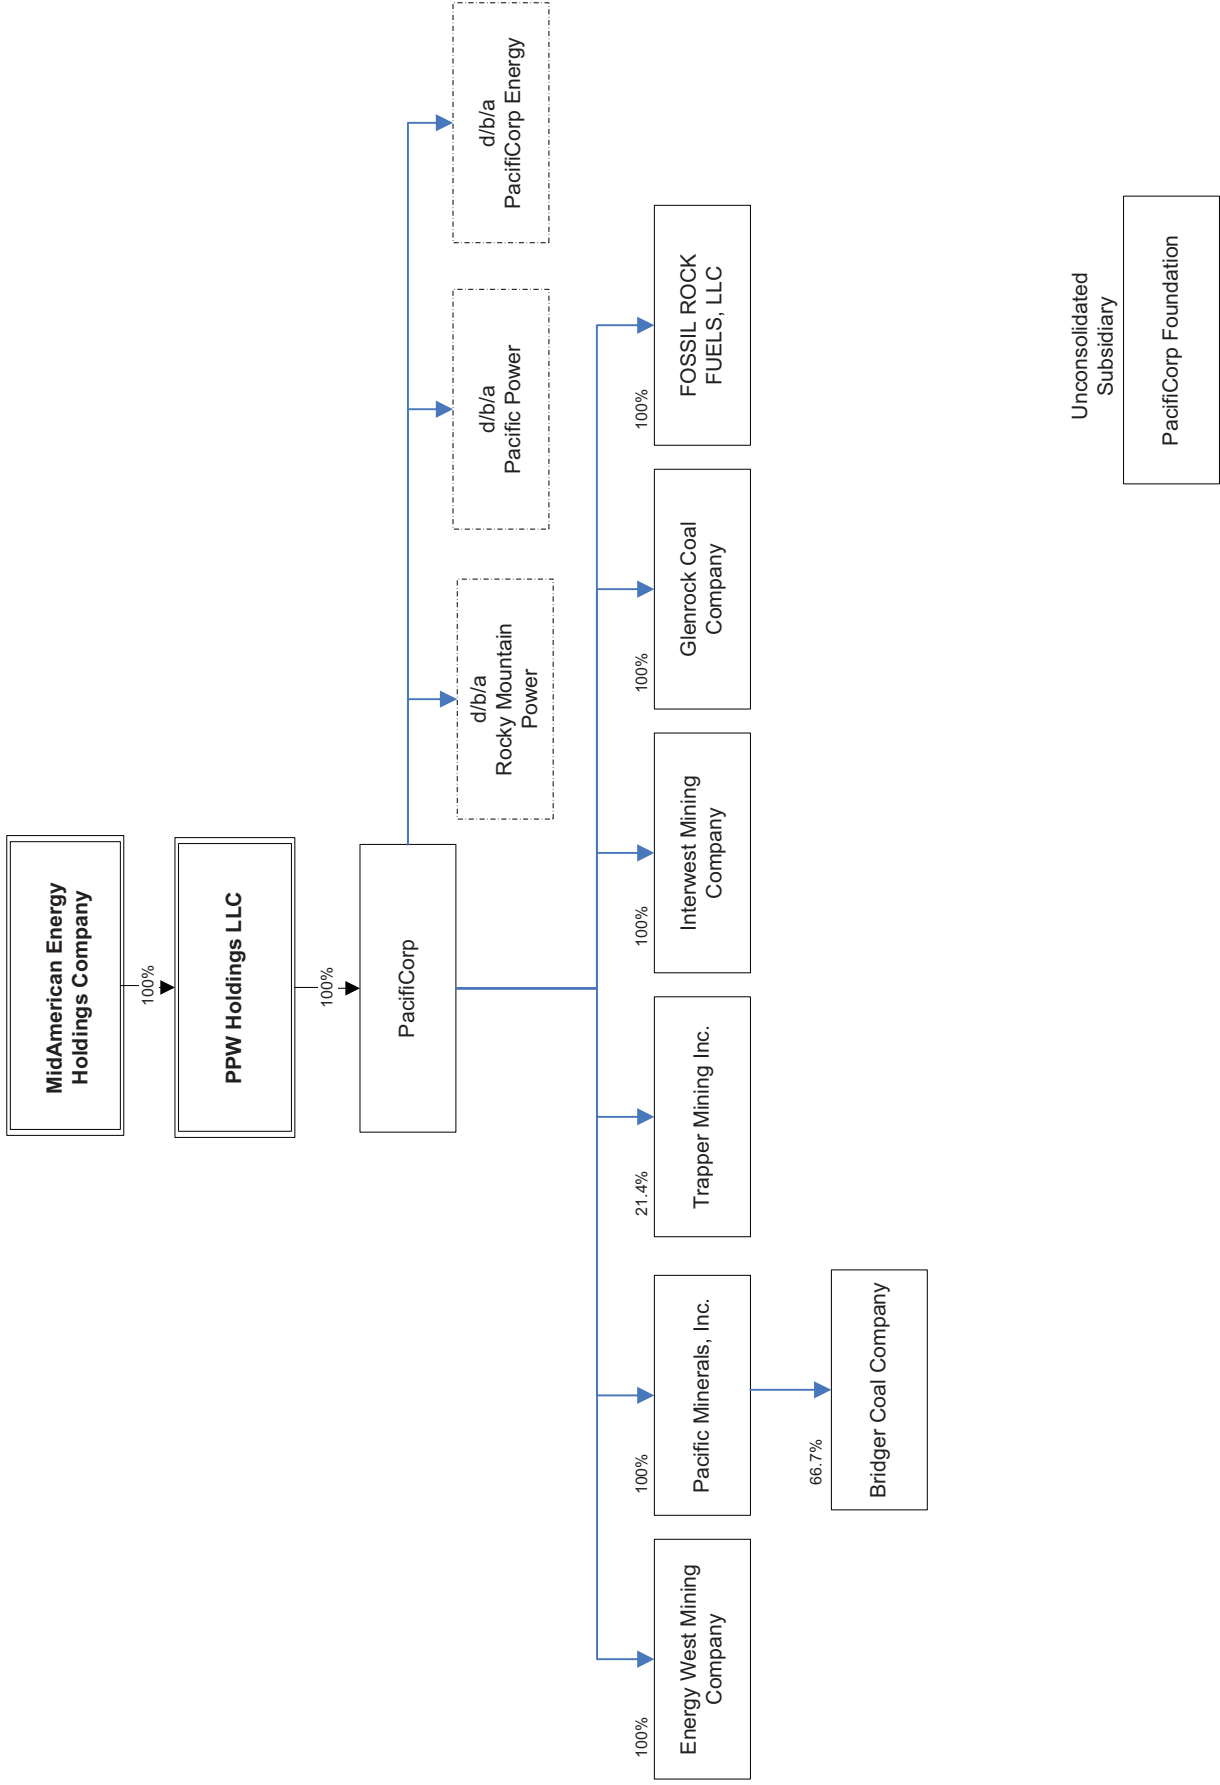 MidAmerican Energy
Holdings Company
100%
PPW Holdings LLC
100%
PacifiCorp
d/b/a
Rocky Mountain
Power
d/b/a
Pacific Power
d/b/a
PacifiCorp Energy
100%
Energy West Mining
Company
100%
Pacific Minerals, Inc.
21.4%
Trapper Mining Inc.
100%
Interwest Mining
Company
100%
Glenrock Coal
Company
100%
FOSSIL ROCK
FUELS, LLC
66.7%
Bridger Coal Company
Unconsolidated
Subsidiary
PacifiCorp Foundation